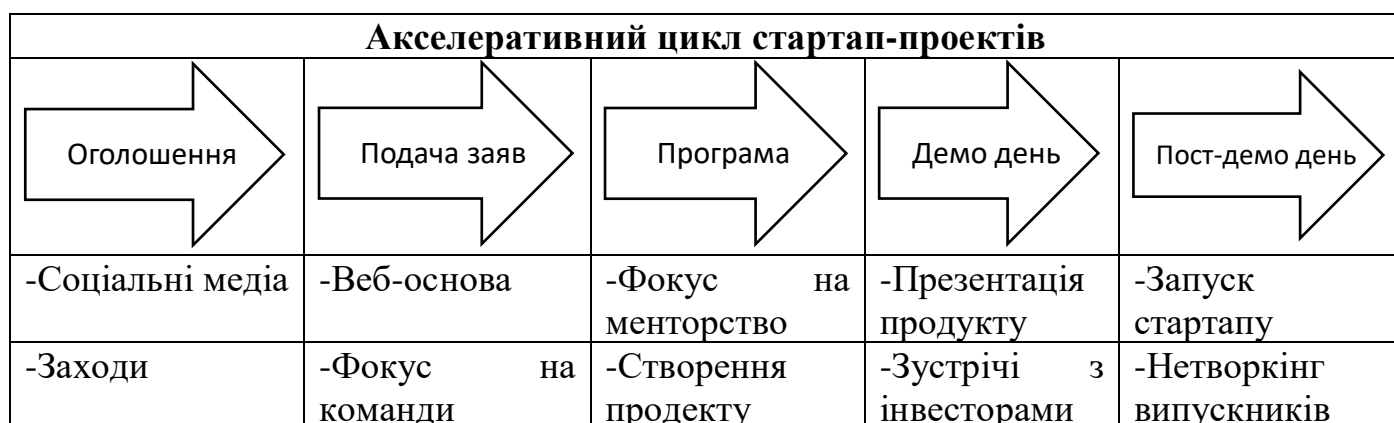 Акселеративний цикл стартап-проектів
Оголошення
Подача заяв
Програма
Демо день
Пост-демо день
-Соціальні медіа
-Веб-основа
-Фокус на
менторство
-Презентація
продукту
-Запуск
стартапу
-Заходи
-Фокус на
команди
-Створення
продекту
-Зустрічі з
інвесторами
-Нетворкінг
випускників